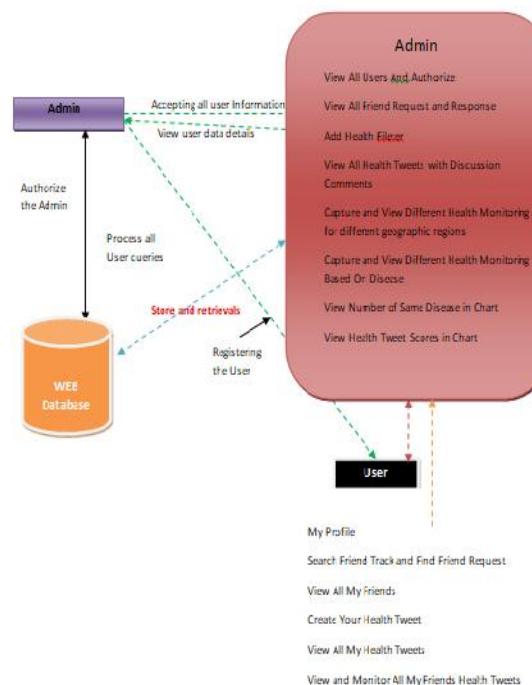 Admin
View All Users And Authorize
View All Friend Request and Response
Add Health Filezer
View All Health Tweets with Discussion
Comments
Capture and View Different Health Monitoring
for different geographic regions
Capture and View Different Health Monitoring
Based On Disease
View Number of Same Disease in Chart
View Health Tweet Scores in Chart
Admin
Accepting all user Information
View user data details
Authorize
the Admin
Process all
User cueries
Store and retrievals
Registering
the User
WEB
Database
User
My Profile
Search Friend Track and Find Friend Request
View All My Friends
Create Your Health Tweet
View All My Health Tweets
View and Monitor All My Friends Health Tweets